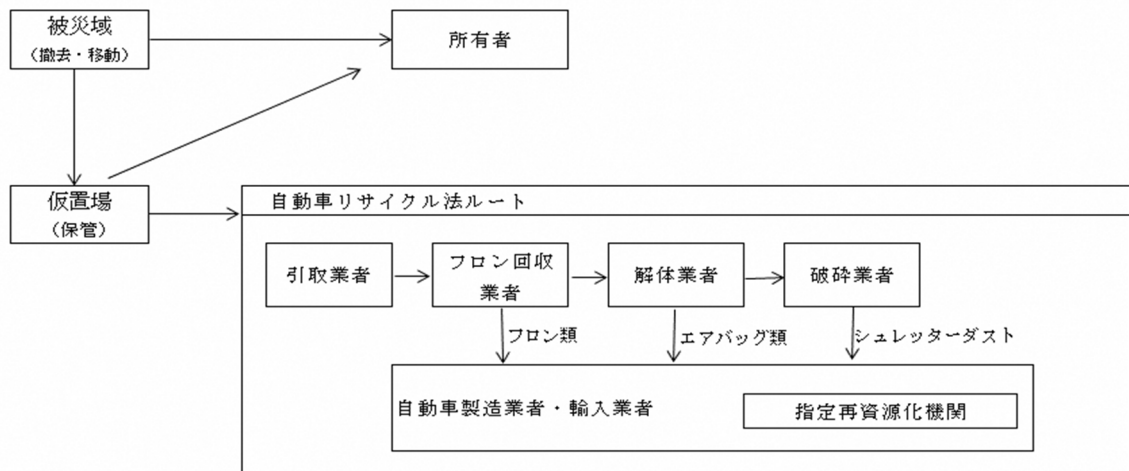 被災域
（撤去・移動）
所有者
仮置場
（保管）
自動車リサイクル法ルート
引取業者
フロン回収
業者
解体業者
破砕業者
フロン類
エアバッグ類
シュレッターダスト
自動車製造業者・輸入業者
指定再資源化機関